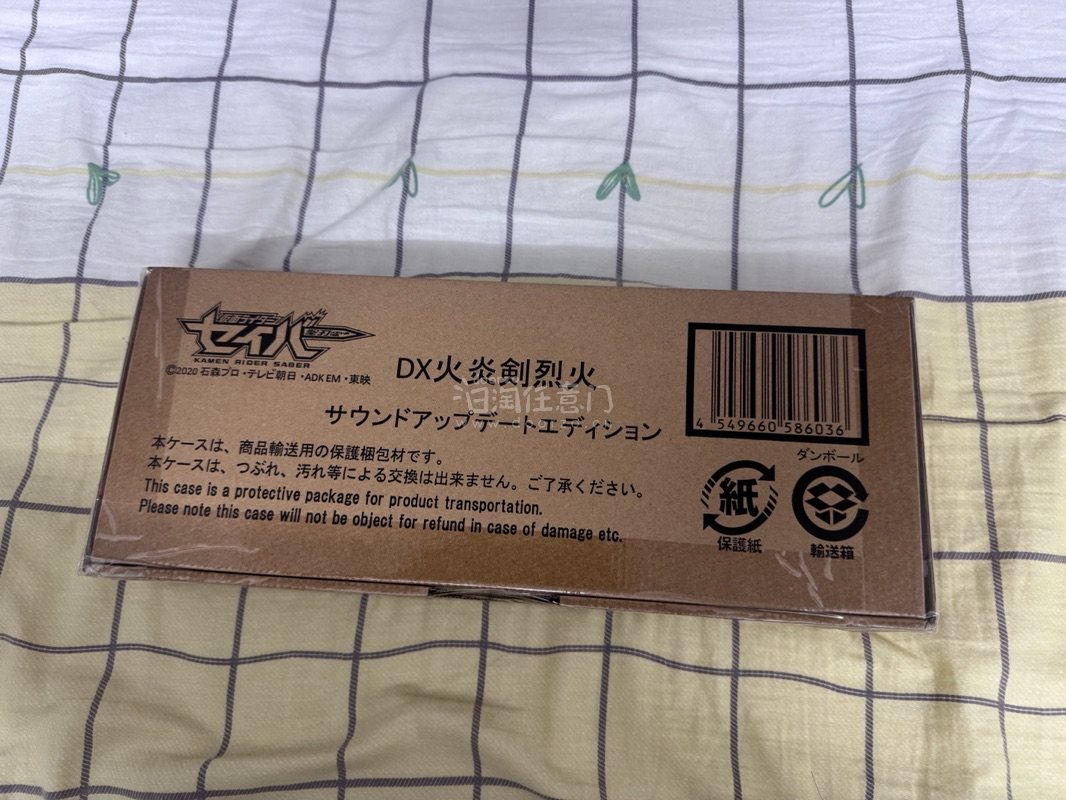 仮面ライダー
セイバー
KAMEN RIDER SABER
©2020 石森プロ・テレビ朝日・ADK EM・東映
DX火炎剣烈火
サウンドアップデートエディション
本ケースは、商品輸送用の保護梱包材です。
本ケースは、つぶれ、汚れ等による交換は出来ません。ご了承ください。
This case is a protective package for product transportation.
Please note this case will not be object for refund in case of damage etc.
4 549660 586036
ダンボール
紙
保護紙
輸送箱
泪淘任意门